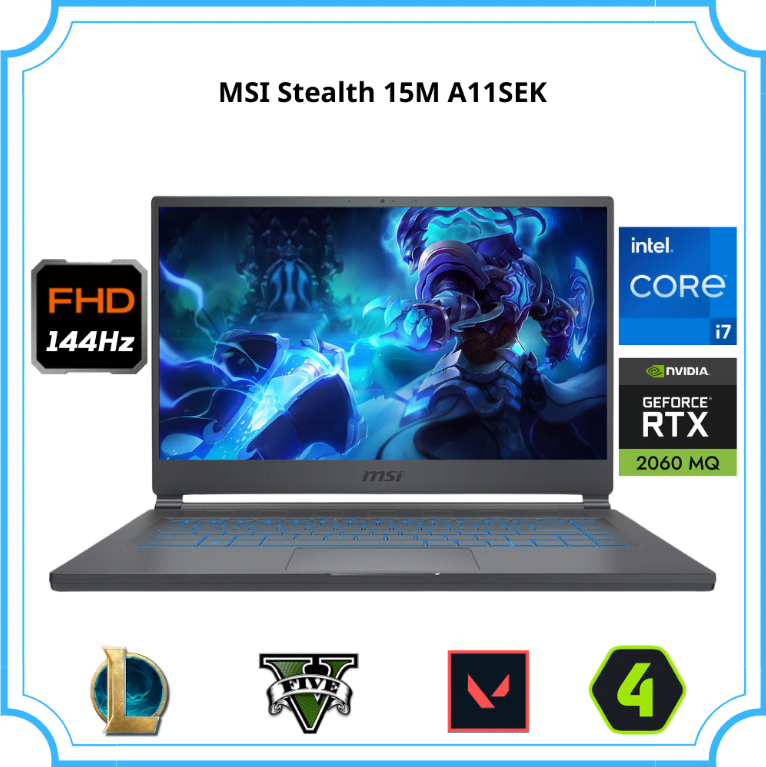 MSI Stealth 15M A11SEK
FHD
144Hz
intel.
CORE
i7
NVIDIA.
GEFORCE
RTX
2060 MQ
msi
L
V
FIVE
4